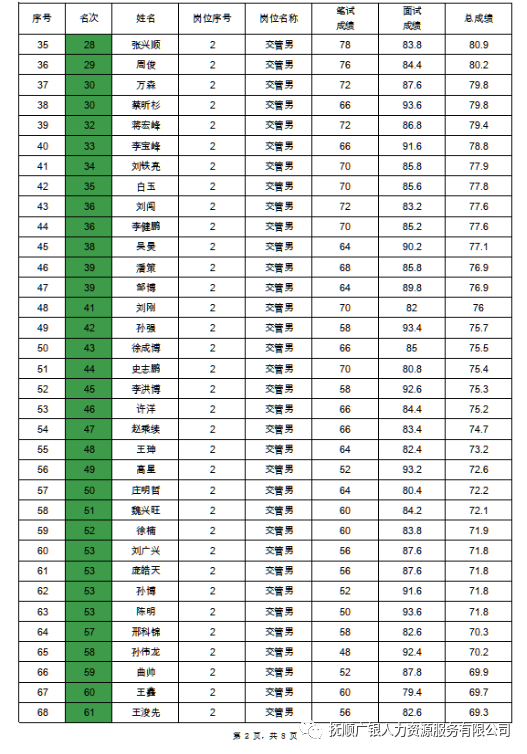 序号 名次 姓名 岗位序号 岗位名称 笔试成绩 面试成绩 总成绩
35 28 张兴顺 2 交管男 78 83.8 80.9
36 29 周俊 2 交管男 76 84.4 80.2
37 30 万森 2 交管男 72 87.6 79.8
38 30 蔡昕杉 2 交管男 66 93.6 79.8
39 32 蒋宏峰 2 交管男 72 86.8 79.4
40 33 李宝峰 2 交管男 66 91.6 78.8
41 34 刘铁亮 2 交管男 70 85.8 77.9
42 35 白玉 2 交管男 70 85.6 77.8
43 36 刘闯 2 交管男 72 83.2 77.6
44 36 李健鹏 2 交管男 70 85.2 77.6
45 38 吴昊 2 交管男 64 90.2 77.1
46 39 潘策 2 交管男 68 85.8 76.9
47 39 邹博 2 交管男 64 89.8 76.9
48 41 刘刚 2 交管男 70 82 76
49 42 孙强 2 交管男 58 93.4 75.7
50 43 徐成博 2 交管男 66 85 75.5
51 44 史志鹏 2 交管男 70 80.8 75.4
52 45 李洪博 2 交管男 58 92.6 75.3
53 46 许洋 2 交管男 66 84.4 75.2
54 47 赵乘续 2 交管男 66 83.4 74.7
55 48 王琦 2 交管男 64 82.4 73.2
56 49 高星 2 交管男 52 93.2 72.6
57 50 庄明哲 2 交管男 64 80.4 72.2
58 51 魏兴旺 2 交管男 60 84.2 72.1
59 52 徐楠 2 交管男 60 83.8 71.9
60 53 刘广兴 2 交管男 56 87.6 71.8
61 53 庞皓天 2 交管男 56 87.6 71.8
62 53 孙博 2 交管男 52 91.6 71.8
63 53 陈明 2 交管男 50 93.6 71.8
64 57 邢科锦 2 交管男 58 82.6 70.3
65 58 孙伟龙 2 交管男 48 92.4 70.2
66 59 曲帅 2 交管男 52 87.8 69.9
67 60 王鑫 2 交管男 60 79.4 69.7
68 61 王浚先 2 交管男 56 82.6 69.3
第 2 页，共 8 页
抚顺广银人力资源服务有限公司